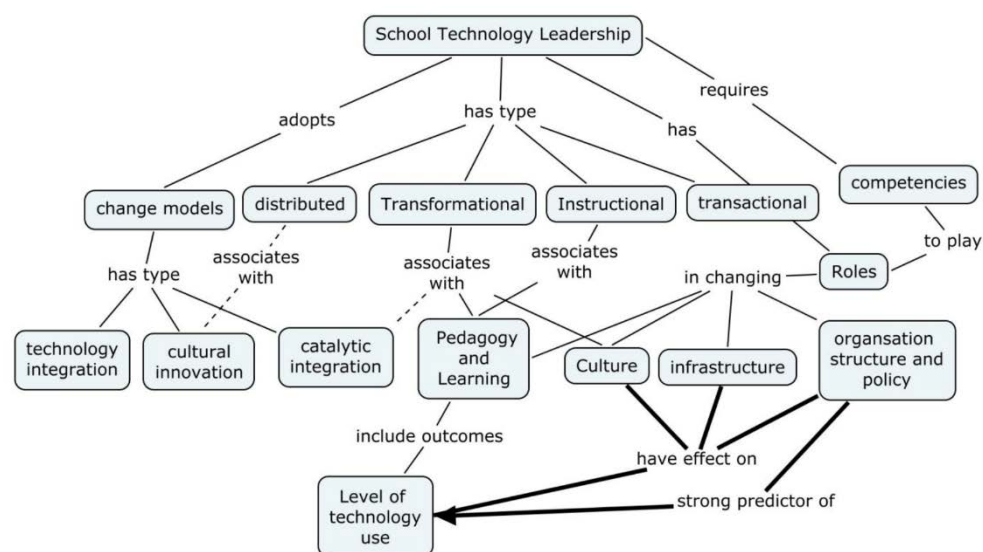 School Technology Leadership
requires
adopts
has type
has
change models
distributed
Transformational
Instructional
transactional
competencies
to play
associates
with
associates
with
associates
with
has type
in changing
Roles
technology
integration
cultural
innovation
catalytic
integration
Pedagogy
and
Learning
Culture
infrastructure
organsation
structure and
policy
include outcomes
have effect on
strong predictor of
Level of
technology
use